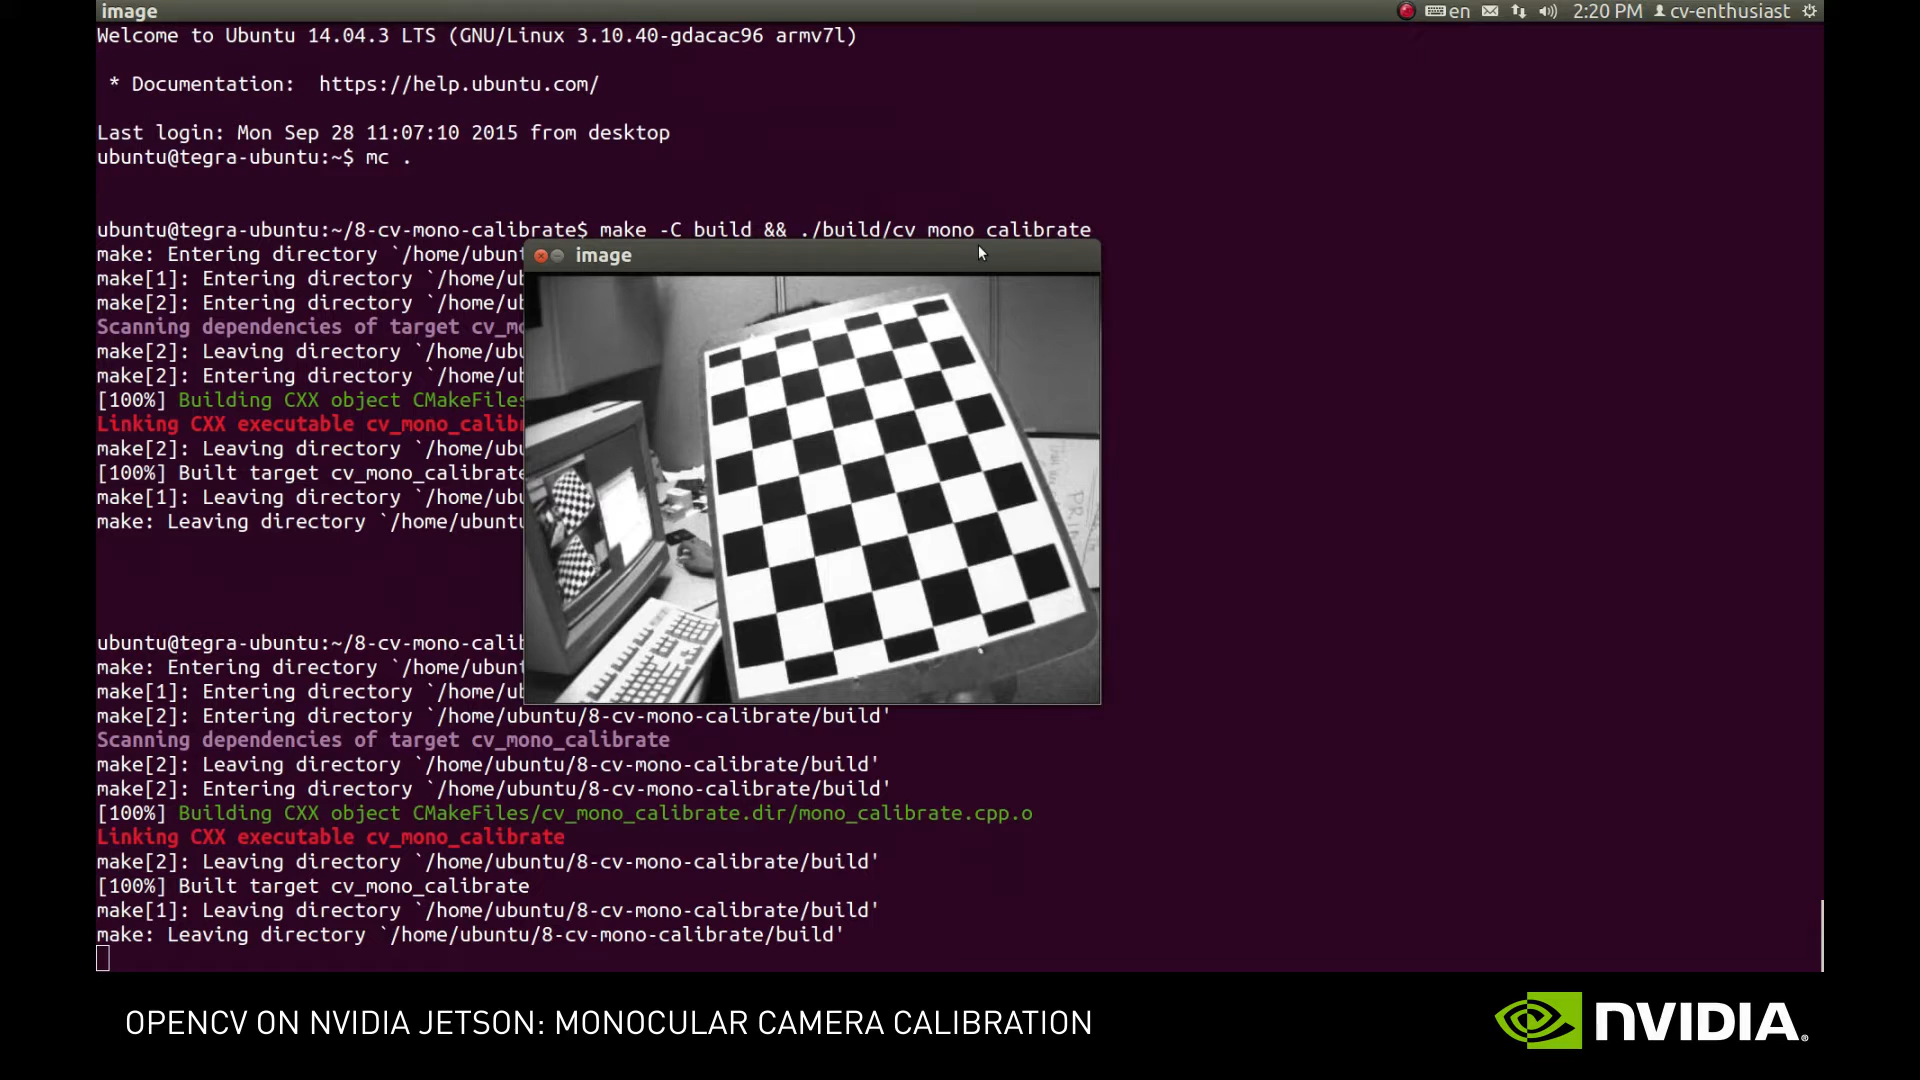 image
en
2:20 PM
cv-enthusiast
Welcome to Ubuntu 14.04.3 LTS (GNU/Linux 3.10.40-gdacac96 armv7l)
* Documentation:  https://help.ubuntu.com/
Last login: Mon Sep 28 11:07:10 2015 from desktop
ubuntu@tegra-ubuntu:~$ mc .
ubuntu@tegra-ubuntu:~/8-cv-mono-calibrate$ make -C build && ./build/cv_mono_calibrate
make: Entering directory `/home/ubun
image
make[1]: Entering directory `/home/ub
make[2]: Entering directory `/home/ub
Scanning dependencies of target cv_mo
make[2]: Leaving directory `/home/ubu
make[2]: Entering directory `/home/ub
[100%] Building CXX object CMakeFiles
Linking CXX executable cv_mono_calibr
make[2]: Leaving directory `/home/ubu
[100%] Built target cv_mono_calibrate
make[1]: Leaving directory `/home/ubu
make: Leaving directory `/home/ubuntu
ubuntu@tegra-ubuntu:~/8-cv-mono-calib
make: Entering directory `/home/ubunt
make[1]: Entering directory `/home/ub
make[2]: Entering directory `/home/ubuntu/8-cv-mono-calibrate/build'
Scanning dependencies of target cv_mono_calibrate
make[2]: Leaving directory `/home/ubuntu/8-cv-mono-calibrate/build'
make[2]: Entering directory `/home/ubuntu/8-cv-mono-calibrate/build'
[100%] Building CXX object CMakeFiles/cv_mono_calibrate.dir/mono_calibrate.cpp.o
Linking CXX executable cv_mono_calibrate
make[2]: Leaving directory `/home/ubuntu/8-cv-mono-calibrate/build'
[100%] Built target cv_mono_calibrate
make[1]: Leaving directory `/home/ubuntu/8-cv-mono-calibrate/build'
make: Leaving directory `/home/ubuntu/8-cv-mono-calibrate/build'
OPENCV ON NVIDIA JETSON: MONOCULAR CAMERA CALIBRATION
NVIDIA